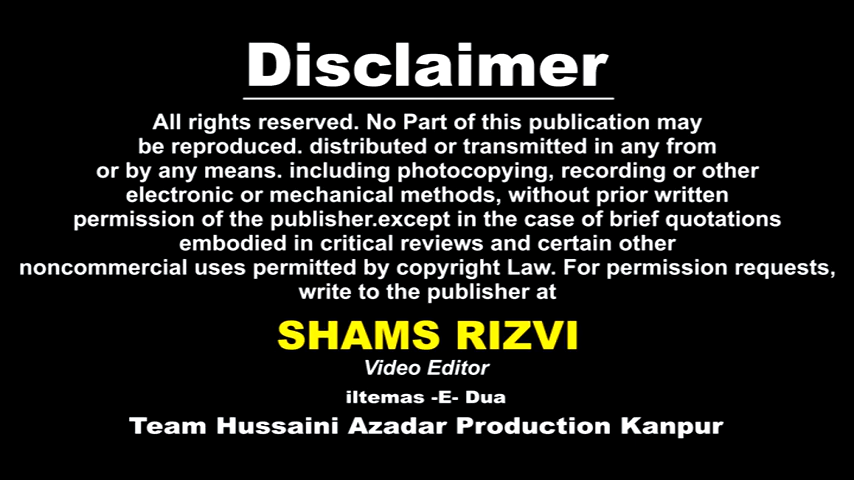 Disclaimer
All rights reserved. No Part of this publication may
be reproduced. distributed or transmitted in any from
or by any means. including photocopying, recording or other
electronic or mechanical methods, without prior written
permission of the publisher.except in the case of brief quotations
embodied in critical reviews and certain other
noncommercial uses permitted by copyright Law. For permission requests,
write to the publisher at
SHAMS RIZVI
Video Editor
iltemas -E- Dua
Team Hussaini Azadar Production Kanpur